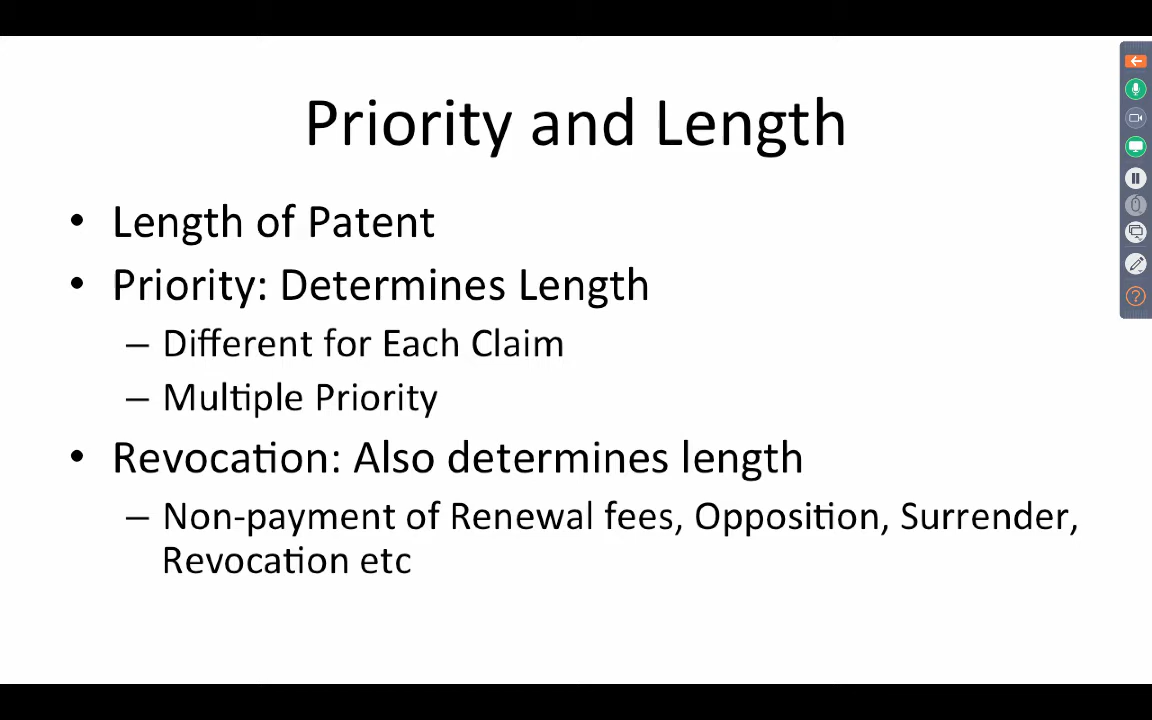 Priority and Length
• Length of Patent
• Priority: Determines Length
– Different for Each Claim
– Multiple Priority
• Revocation: Also determines length
– Non-payment of Renewal fees, Opposition, Surrender,
Revocation etc